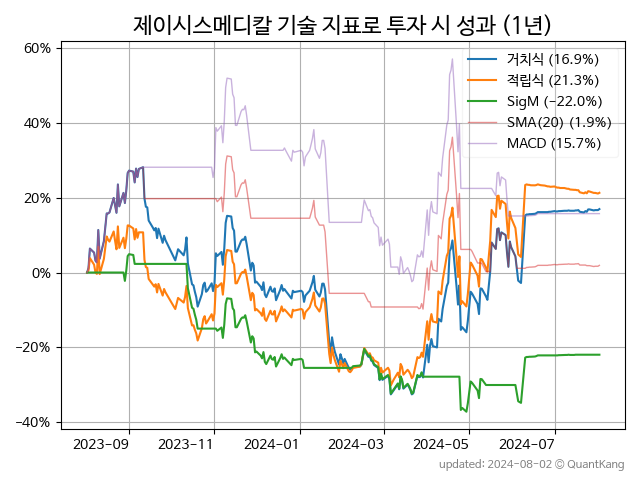 제이시스메디칼 기술 지표로 투자 시 성과 (1년)
60%
40%
20%
0%
−20%
−40%
거치식 (16.9%)
적립식 (21.3%)
SigM (−22.0%)
SMA(20) (1.9%)
MACD (15.7%)
2023-09
2023-11
2024-01
2024-03
2024-05
2024-07
updated: 2024-08-02 © QuantKang